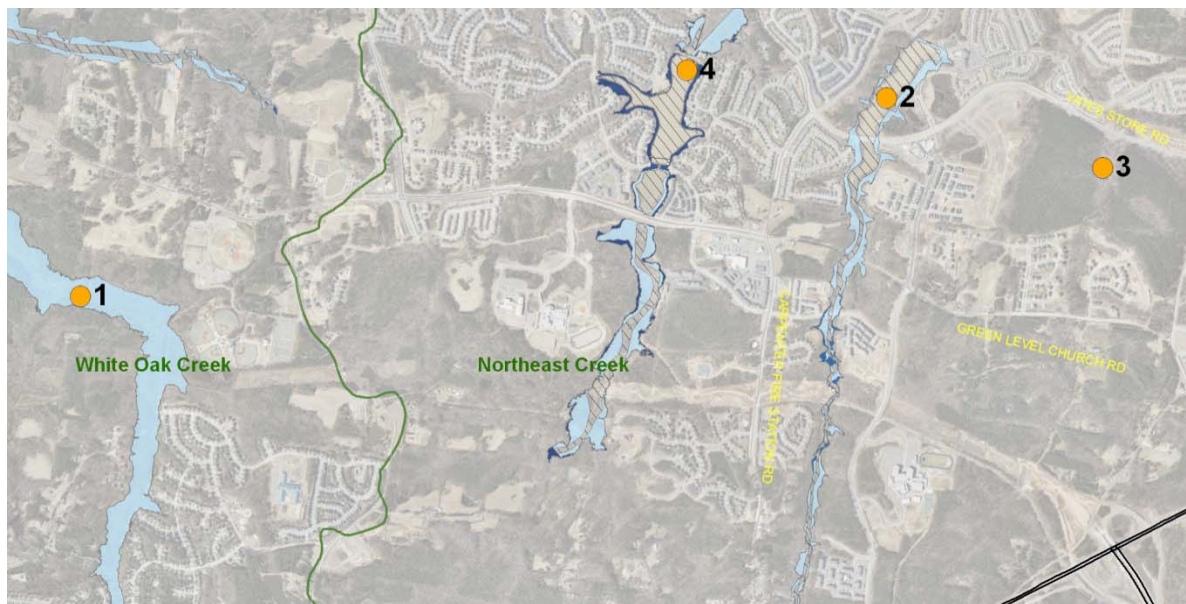 4
2
YATES STORE RD
3
1
GREEN LEVEL CHURCH RD
White Oak Creek
Northeast Creek
CARPENTER FIRE STATION RD